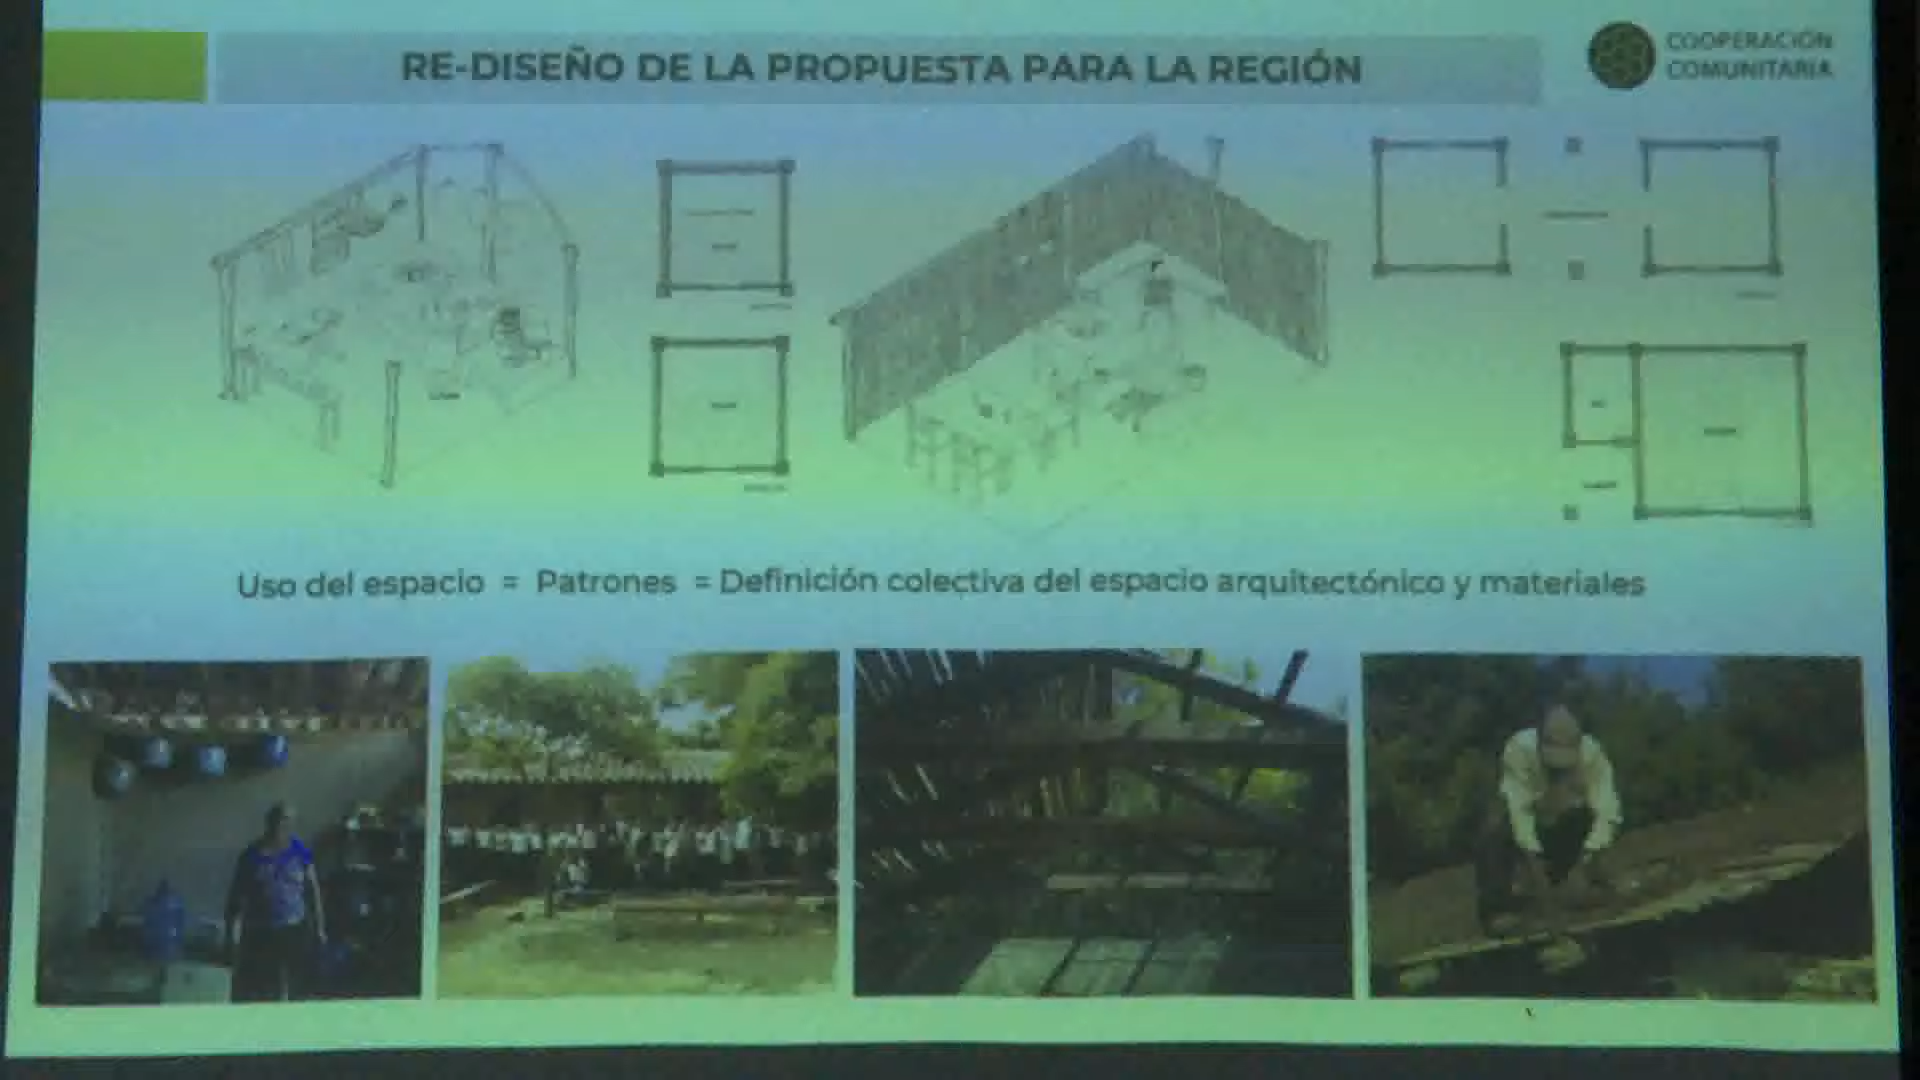 RE-DISEÑO DE LA PROPUESTA PARA LA REGIÓN
COOPERACIÓN
COMUNITARIA
Uso del espacio = Patrones = Definición colectiva del espacio arquitectónico y materiales